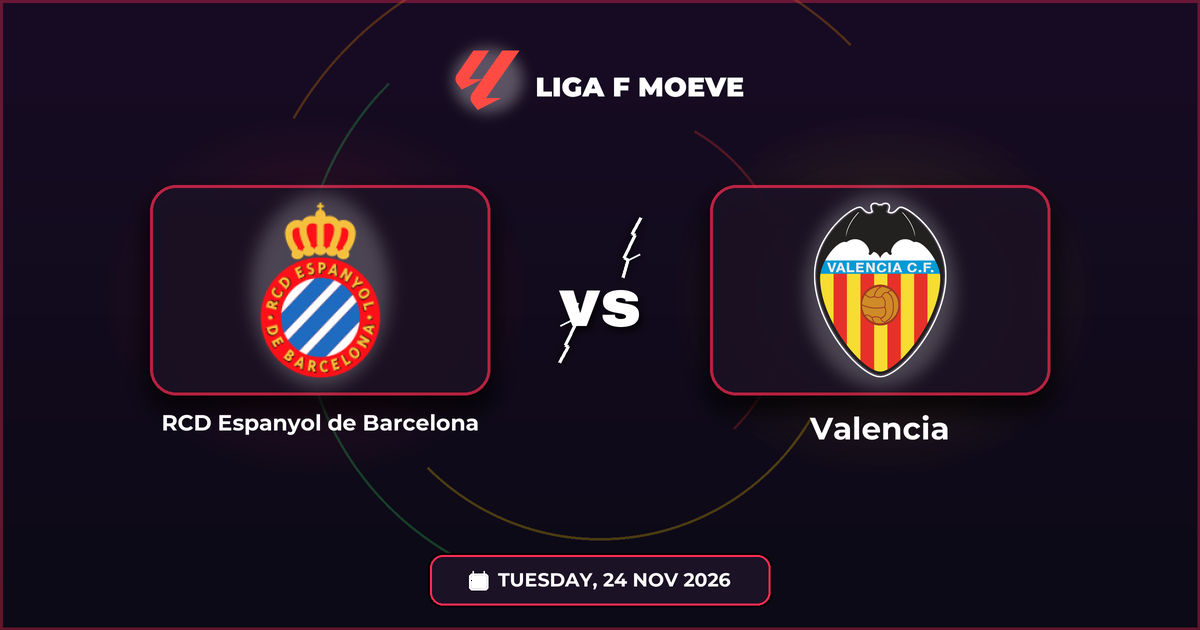 LIGA F MOEVE
RCD ESPANYOL
DE BARCELONA
VS
VALENCIA C.F.
RCD Espanyol de Barcelona
Valencia
TUESDAY, 24 NOV 2026